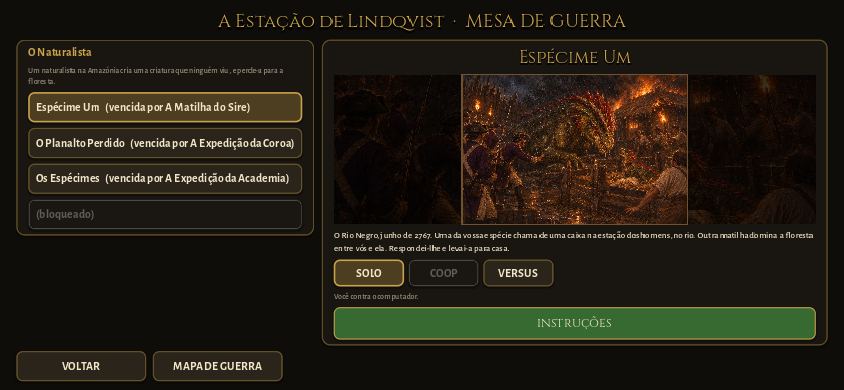 A Estação de Lindqvist · Mesa de Guerra
O Naturalista
Um naturalista na Amazónia cria uma criatura que ninguém viu, e perde-a para a
floresta.
Espécime Um (vencida por A Matilha do Sire)
O Planalto Perdido (vencida por A Expedição da Coroa)
Os Espécimes (vencida por A Expedição da Academia)
(bloqueado)
Espécime Um
O Rio Negro, junho de 2767. Uma da vossa espécie chama de uma caixa na estação dos homens, no rio. Outra natil had omina a floresta
entre vós e ela. Respondei-lhe e levai-a para casa.
SOLO
COOP
VERSUS
Você contra o computador.
INSTRUÇÕES
VOLTAR
MAPA DE GUERRA